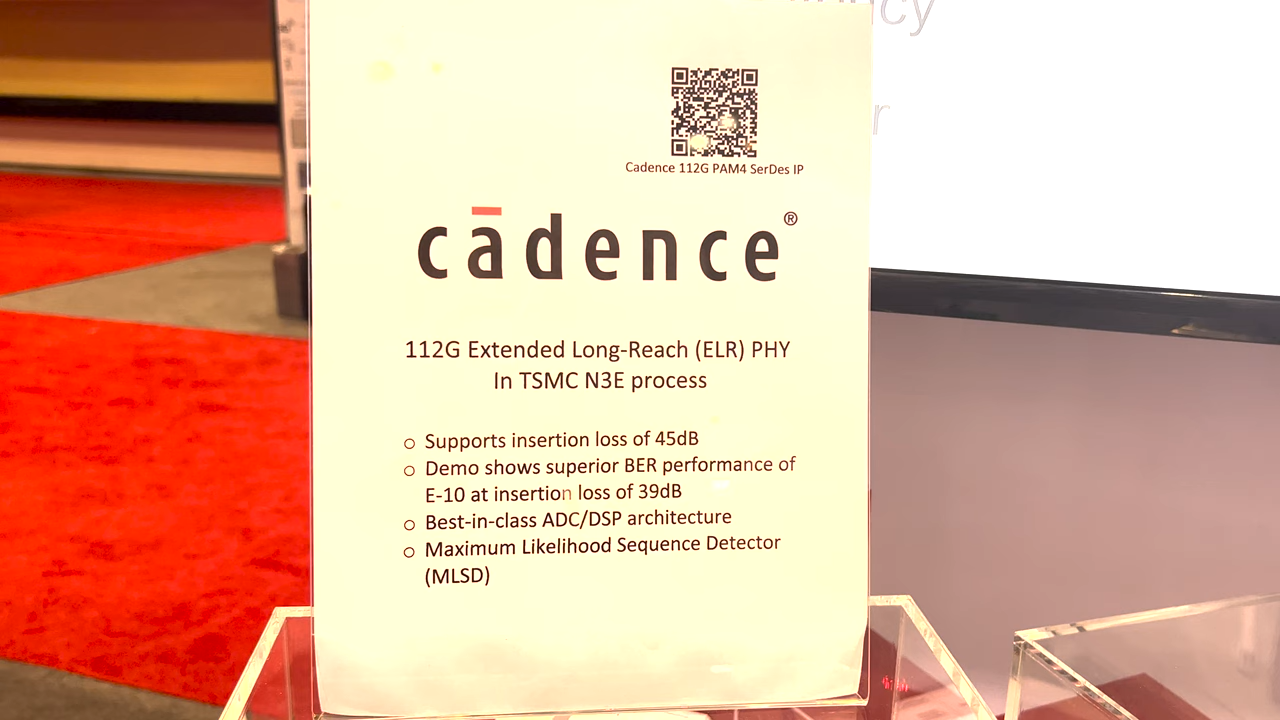 Cadence 112G PAM4 SerDes IP
cādence®
112G Extended Long-Reach (ELR) PHY
In TSMC N3E process
○ Supports insertion loss of 45dB
○ Demo shows superior BER performance of
E-10 at insertion loss of 39dB
○ Best-in-class ADC/DSP architecture
○ Maximum Likelihood Sequence Detector
(MLSD)